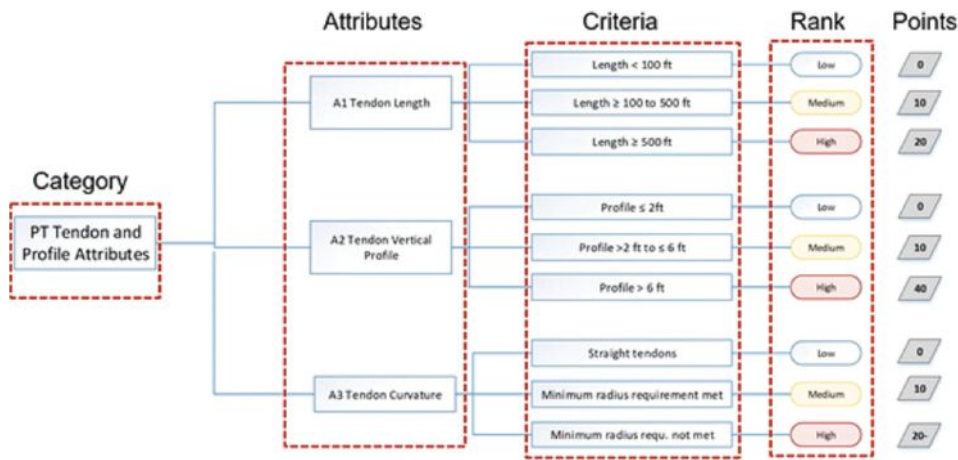 Attributes
Criteria
Rank
Points
Category
PT Tendon and
Profile Attributes
A1 Tendon Length
Length < 100 ft
Low
0
Length ≥ 100 to 500 ft
Medium
10
Length ≥ 500 ft
High
20
A2 Tendon Vertical
Profile
Profile ≤ 2ft
Low
0
Profile >2 ft to ≤ 6 ft
Medium
10
Profile > 6 ft
High
40
A3 Tendon Curvature
Straight tendons
Low
0
Minimum radius requirement met
Medium
10
Minimum radius requ. not met
High
20-